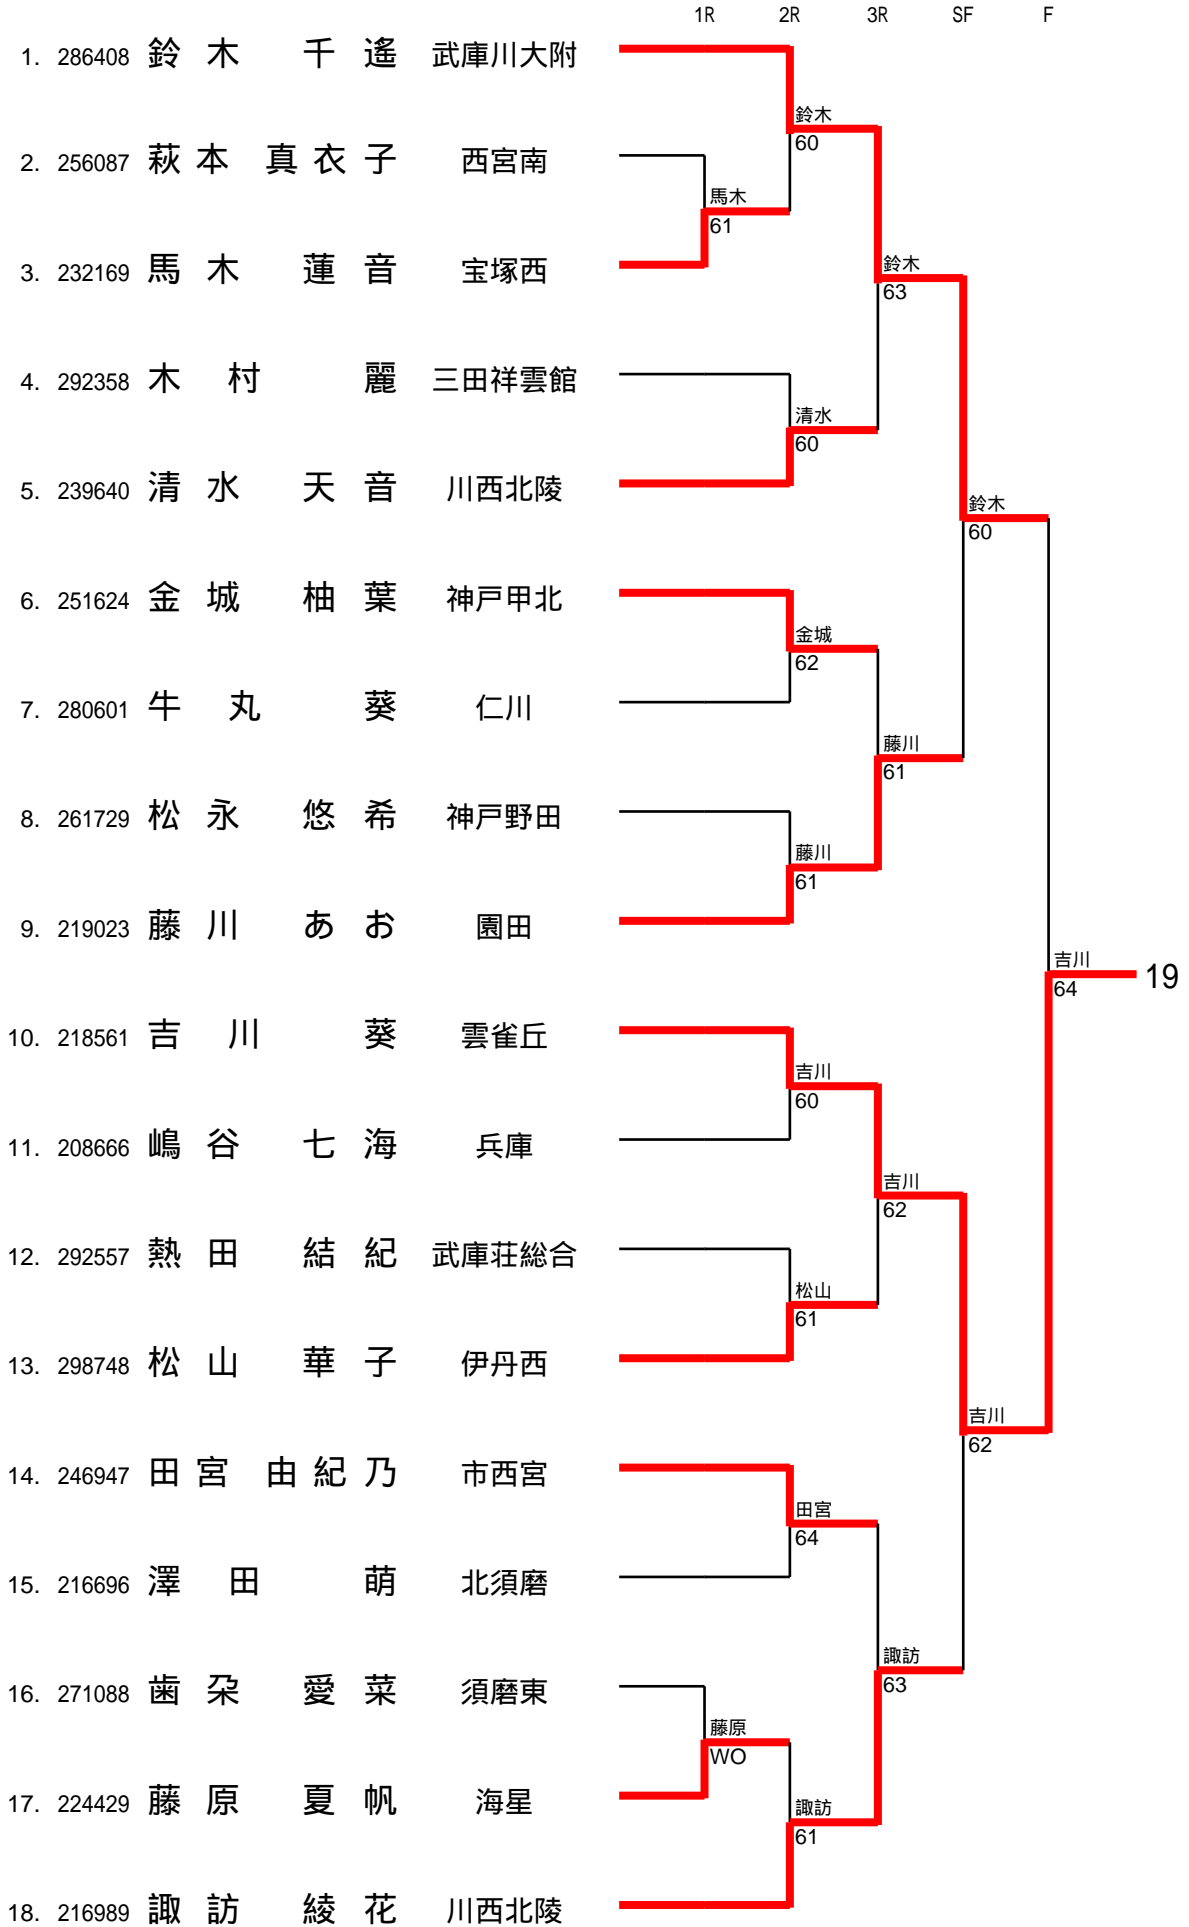 1R 2R 3R SF F
1. 286408 鈴木 千遙 武庫川大附
鈴木
60
2. 256087 萩本 真衣子 西宮南
馬木
61
3. 232169 馬木 蓮音 宝塚西
鈴木
63
4. 292358 木村 麗 三田祥雲館
清水
60
5. 239640 清水 天音 川西北陵
鈴木
60
6. 251624 金城 柚葉 神戸甲北
金城
62
7. 280601 牛丸 葵 仁川
藤川
61
8. 261729 松永 悠希 神戸野田
藤川
61
9. 219023 藤川 あお 園田
吉川
64
19
10. 218561 吉川 葵 雲雀丘
吉川
60
11. 208666 嶋谷 七海 兵庫
吉川
62
12. 292557 熱田 結紀 武庫荘総合
松山
61
13. 298748 松山 華子 伊丹西
吉川
62
14. 246947 田宮 由紀乃 市西宮
田宮
64
15. 216696 澤田 萌 北須磨
諏訪
63
16. 271088 歯朶 愛菜 須磨東
藤原
WO
17. 224429 藤原 夏帆 海星
諏訪
61
18. 216989 諏訪 綾花 川西北陵